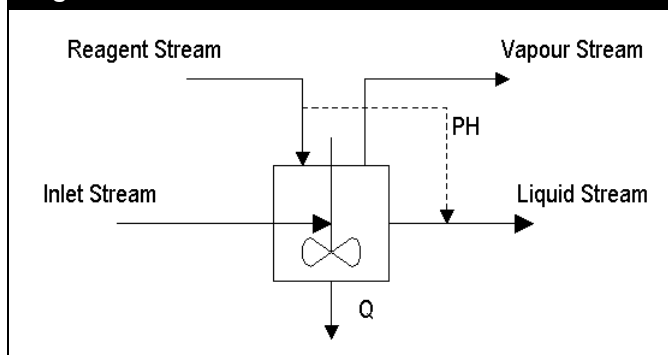 Reagent Stream
Vapour Stream
PH
Inlet Stream
Liquid Stream
Q